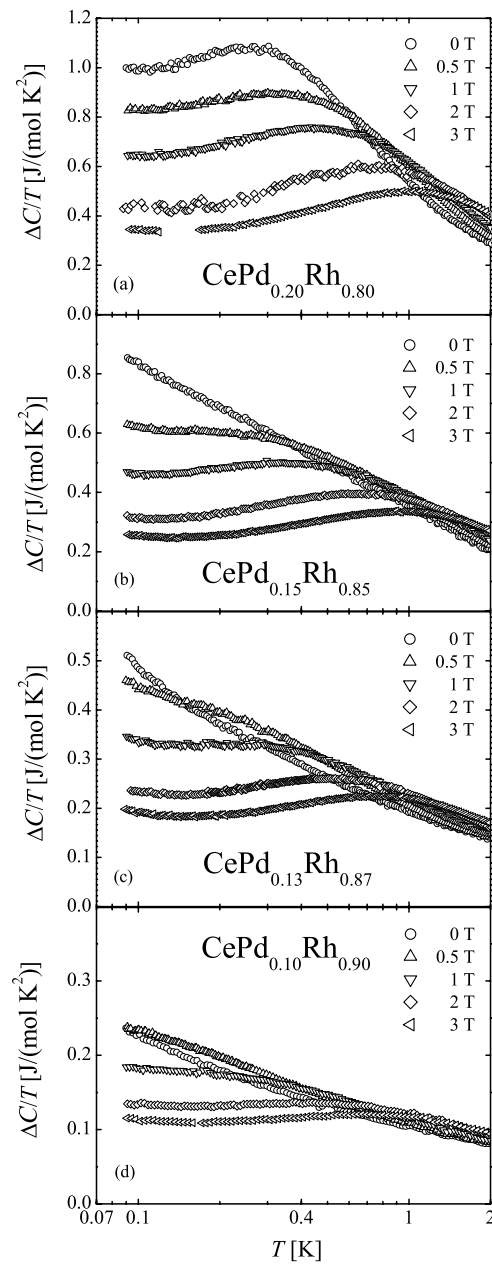 1.2
1.0
0.8
0.6
0.4
0.2
0.0
ΔC/T [J/(mol K²)]
0 T
0.5 T
1 T
2 T
3 T
(a)
CePd₀.₂₀Rh₀.₈₀
0.8
0.6
0.4
0.2
0.0
ΔC/T [J/(mol K²)]
0 T
0.5 T
1 T
2 T
3 T
(b)
CePd₀.₁₅Rh₀.₈₅
0.5
0.4
0.3
0.2
0.1
0.0
ΔC/T [J/(mol K²)]
0 T
0.5 T
1 T
2 T
3 T
(c)
CePd₀.₁₃Rh₀.₈₇
CePd₀.₁₀Rh₀.₉₀
0.3
0.2
0.1
0.0
ΔC/T [J/(mol K²)]
0 T
0.5 T
1 T
2 T
3 T
(d)
0.07 0.1 0.4 1 2
T [K]